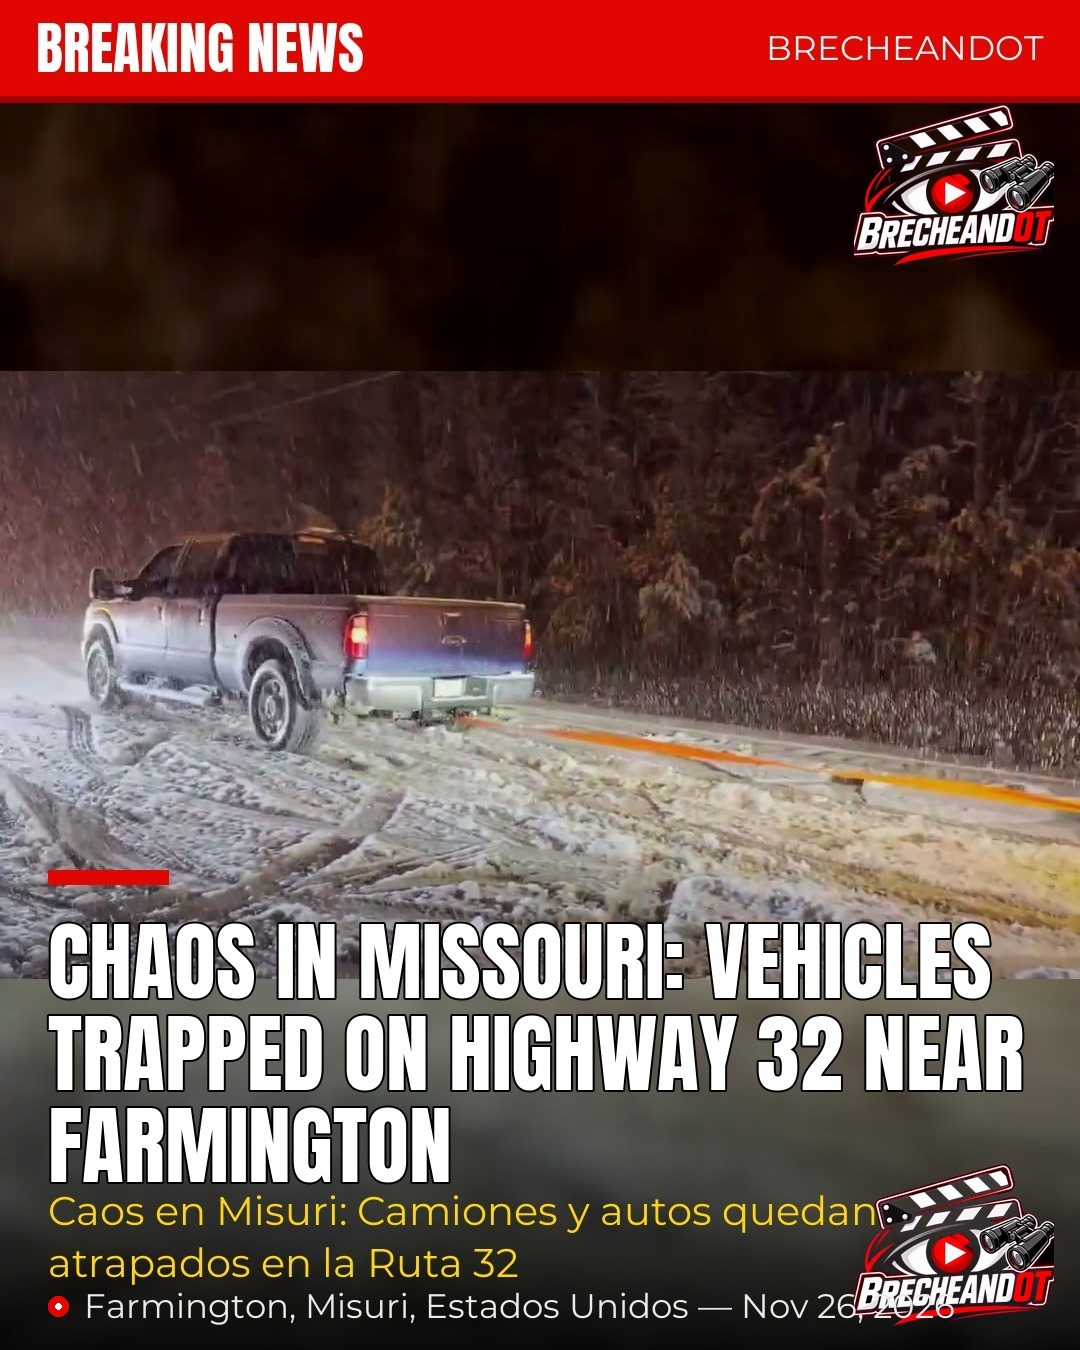 BREAKING NEWS
BRECHEANDOT
BRECHEANDOT
CHAOS IN MISSOURI: VEHICLES
TRAPPED ON HIGHWAY 32 NEAR
FARMINGTON
Caos en Misuri: Camiones y autos quedan
atrapados en la Ruta 32
Farmington, Misuri, Estados Unidos — Nov 26, 2026
BRECHEANDOT